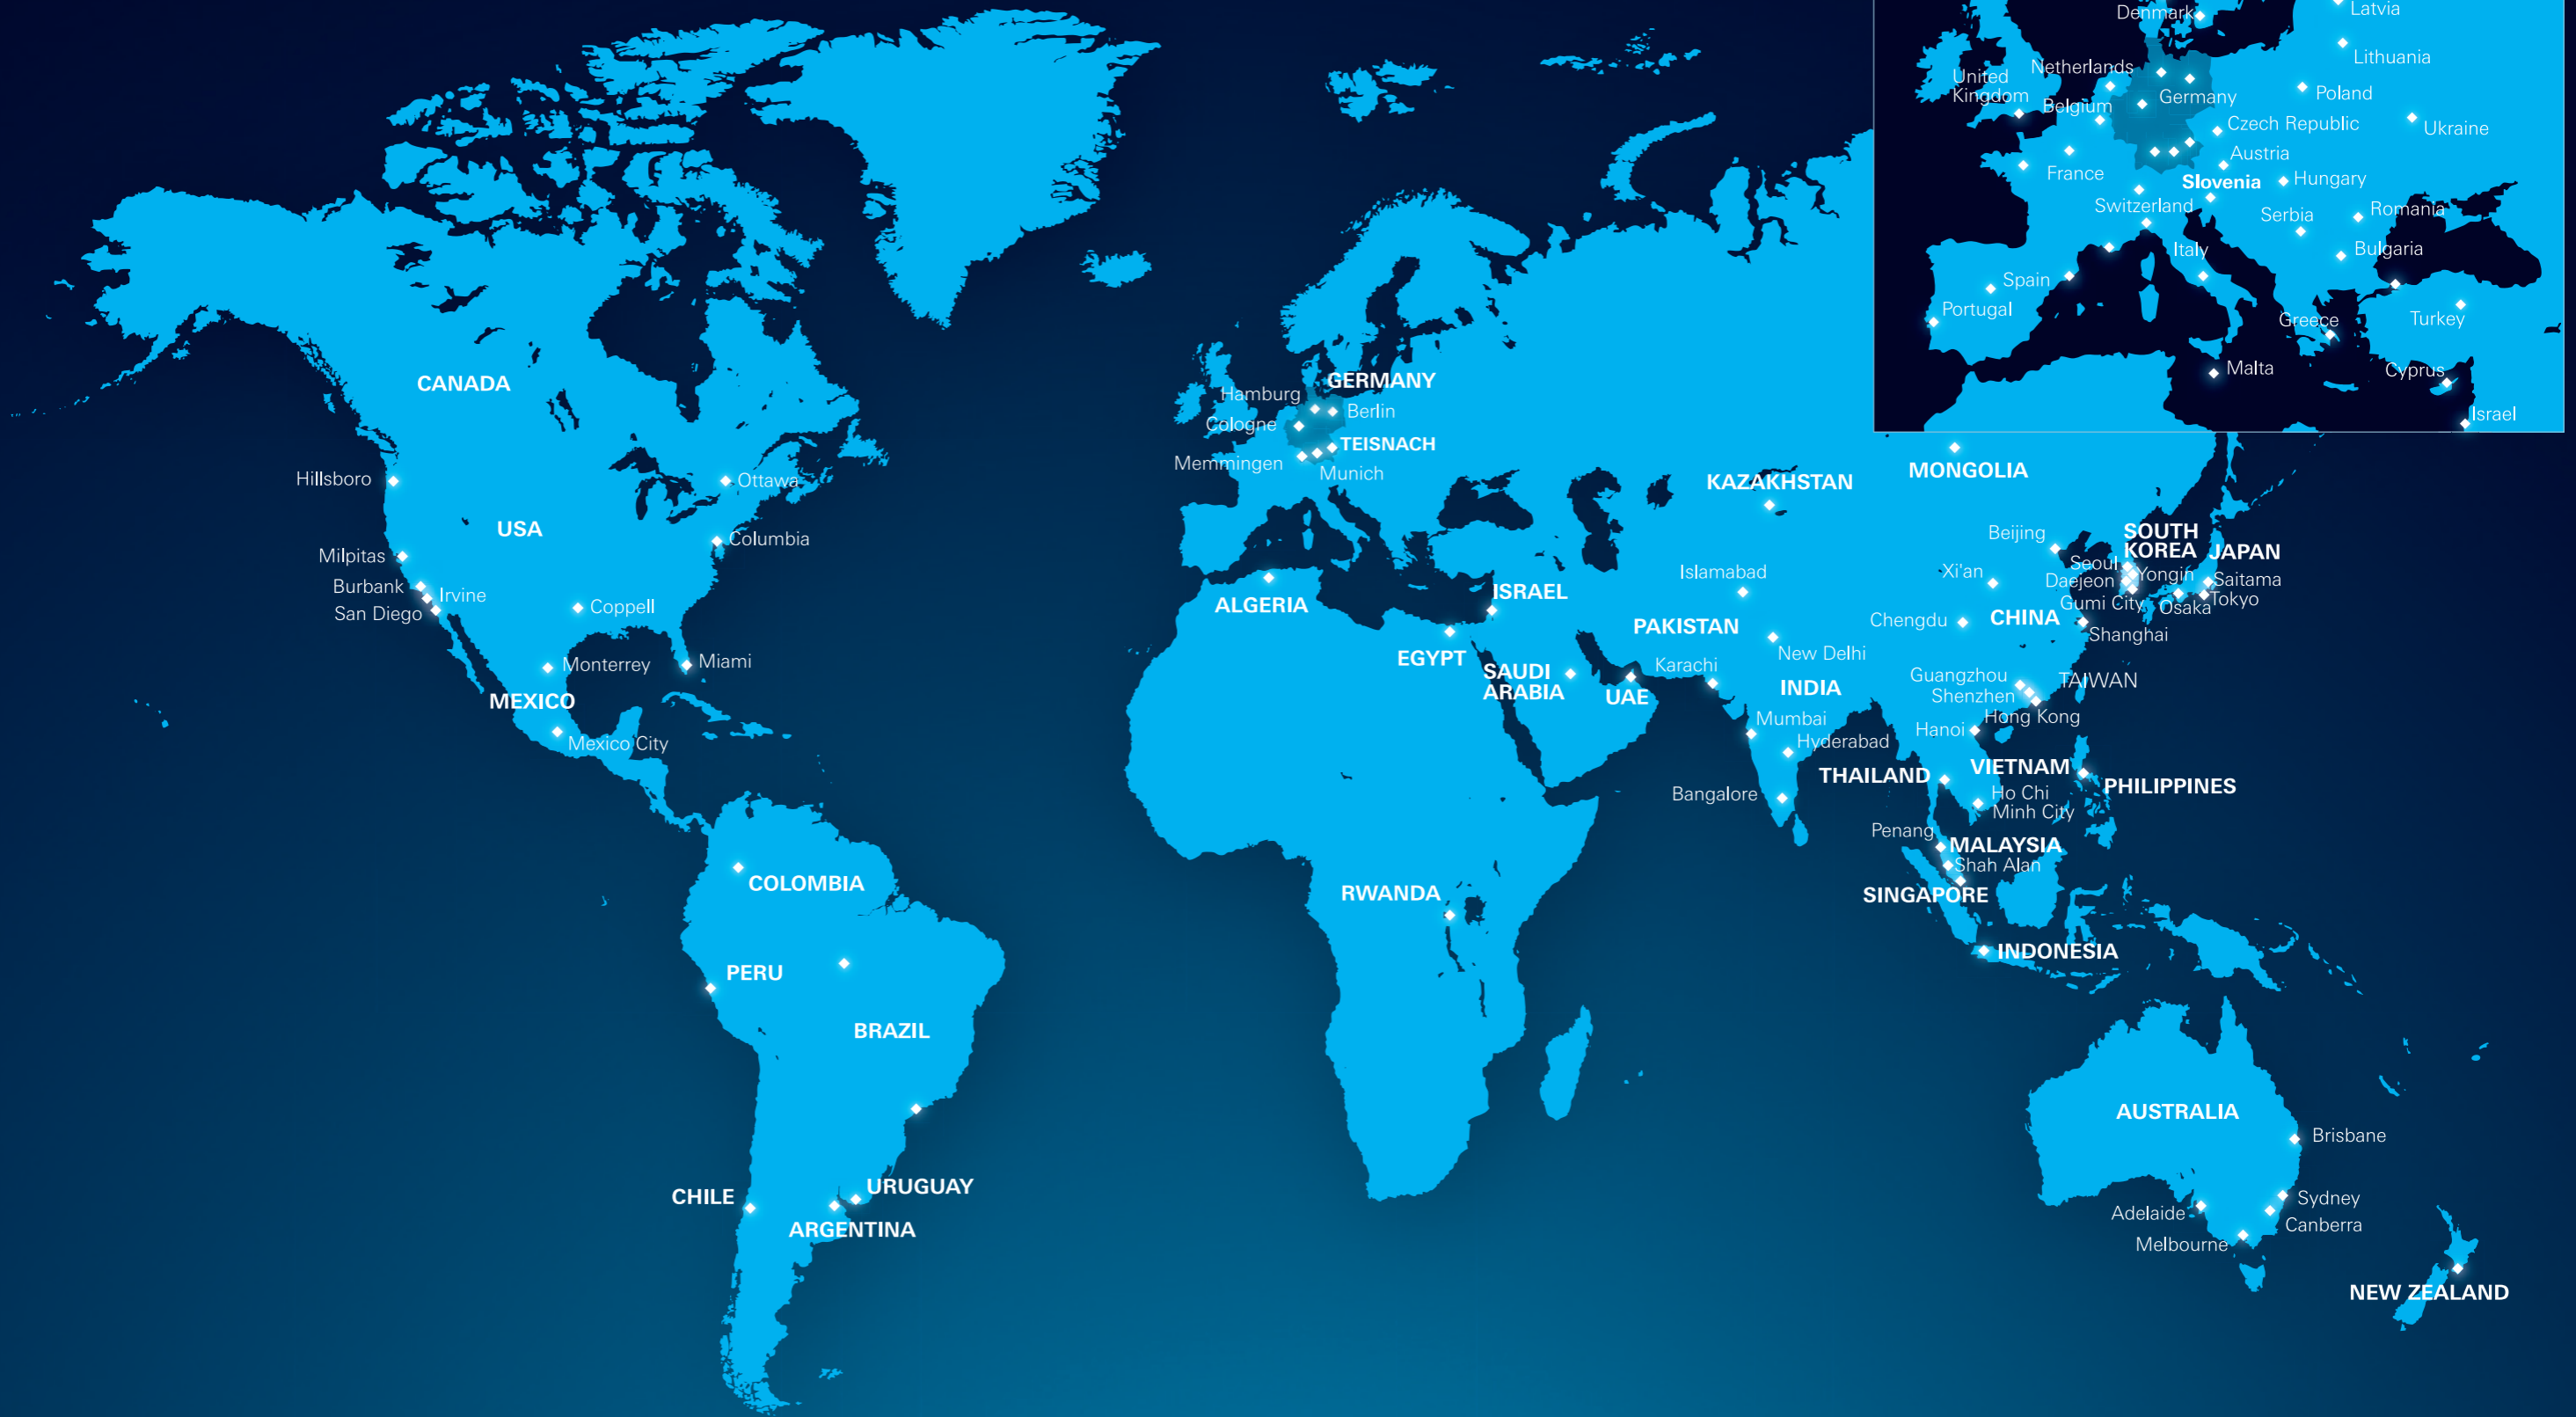 Denmark
Latvia
Lithuania
Netherlands
United
Kingdom
Germany
Poland
Belgium
Czech Republic
Ukraine
Austria
France
Slovenia
Hungary
Switzerland
Serbia
Romania
Italy
Bulgaria
Spain
Portugal
Greece
Turkey
Malta
Cyprus
Israel
CANADA
Hillsboro
Ottawa
USA
Columbia
Milpitas
Burbank
Irvine
San Diego
Coppell
Monterrey
Miami
MEXICO
Mexico City
COLOMBIA
PERU
BRAZIL
CHILE
URUGUAY
ARGENTINA
GERMANY
Hamburg
Berlin
Cologne
TEISNACH
Memmingen
Munich
ALGERIA
ISRAEL
EGYPT
SAUDI
ARABIA
UAE
RWANDA
KAZAKHSTAN
MONGOLIA
Islamabad
PAKISTAN
New Delhi
Karachi
INDIA
Mumbai
Hyderabad
Bangalore
Beijing
Xi'an
Chengdu
CHINA
Shanghai
Guangzhou
Shenzhen
TAIWAN
Hong Kong
SOUTH
KOREA
JAPAN
Seoul
Yongin
Daejeon
Gumi City
Saitama
Osaka
Tokyo
Hanoi
THAILAND
VIETNAM
Ho Chi
Minh City
PHILIPPINES
Penang
MALAYSIA
Shah Alan
SINGAPORE
INDONESIA
AUSTRALIA
Brisbane
Sydney
Adelaide
Canberra
Melbourne
NEW ZEALAND